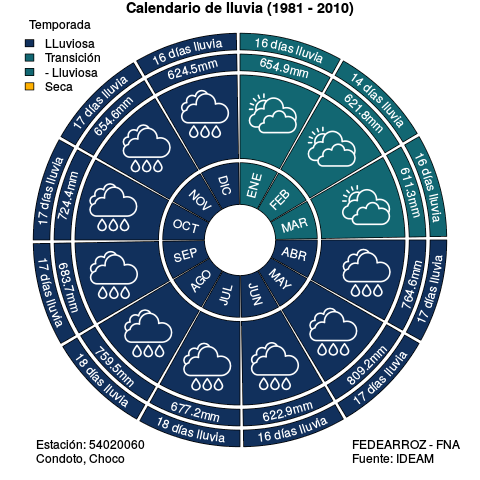 Calendario de lluvia (1981 - 2010)
Temporada
LLuviosa
Transición
- Lluviosa
Seca
16 días lluvia
654.9mm
ENE
14 días lluvia
621.8mm
FEB
16 días lluvia
611.3mm
MAR
17 días lluvia
764.6mm
ABR
17 días lluvia
809.2mm
MAY
16 días lluvia
622.9mm
JUN
18 días lluvia
677.2mm
JUL
18 días lluvia
759.5mm
AGO
17 días lluvia
683.7mm
SEP
17 días lluvia
724.4mm
OCT
17 días lluvia
654.6mm
NOV
16 días lluvia
624.5mm
DIC
Estación: 54020060
Condoto, Choco
FEDEARROZ - FNA
Fuente: IDEAM